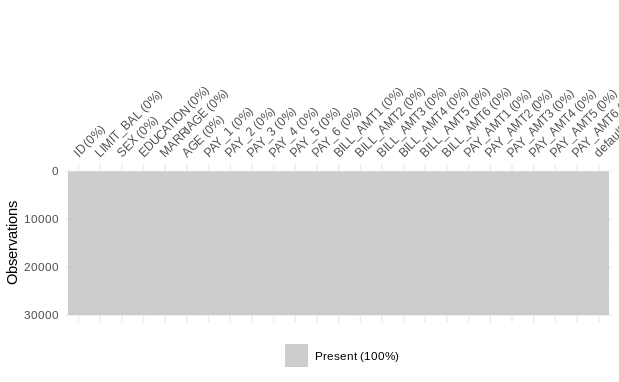 ID (0%)
LIMIT_BAL (0%)
SEX (0%)
EDUCATION (0%)
MARRIAGE (0%)
AGE (0%)
PAY_1 (0%)
PAY_2 (0%)
PAY_3 (0%)
PAY_4 (0%)
PAY_5 (0%)
PAY_6 (0%)
BILL_AMT1 (0%)
BILL_AMT2 (0%)
BILL_AMT3 (0%)
BILL_AMT4 (0%)
BILL_AMT5 (0%)
BILL_AMT6 (0%)
PAY_AMT1 (0%)
PAY_AMT2 (0%)
PAY_AMT3 (0%)
PAY_AMT4 (0%)
PAY_AMT5 (0%)
PAY_AMT6
Observations
0
10000
20000
30000
Present (100%)